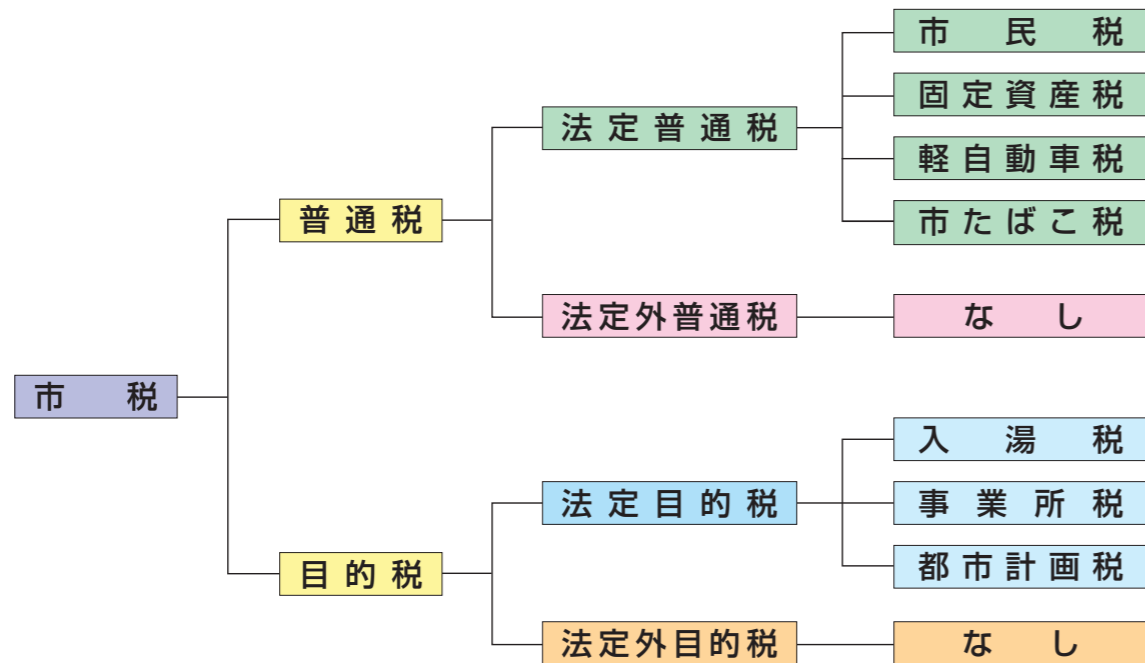 市民税
固定資産税
法定普通税
軽自動車税
普通税
市たばこ税
法定外普通税
なし
市税
入湯税
法定目的税
事業所税
目的税
都市計画税
法定外目的税
なし